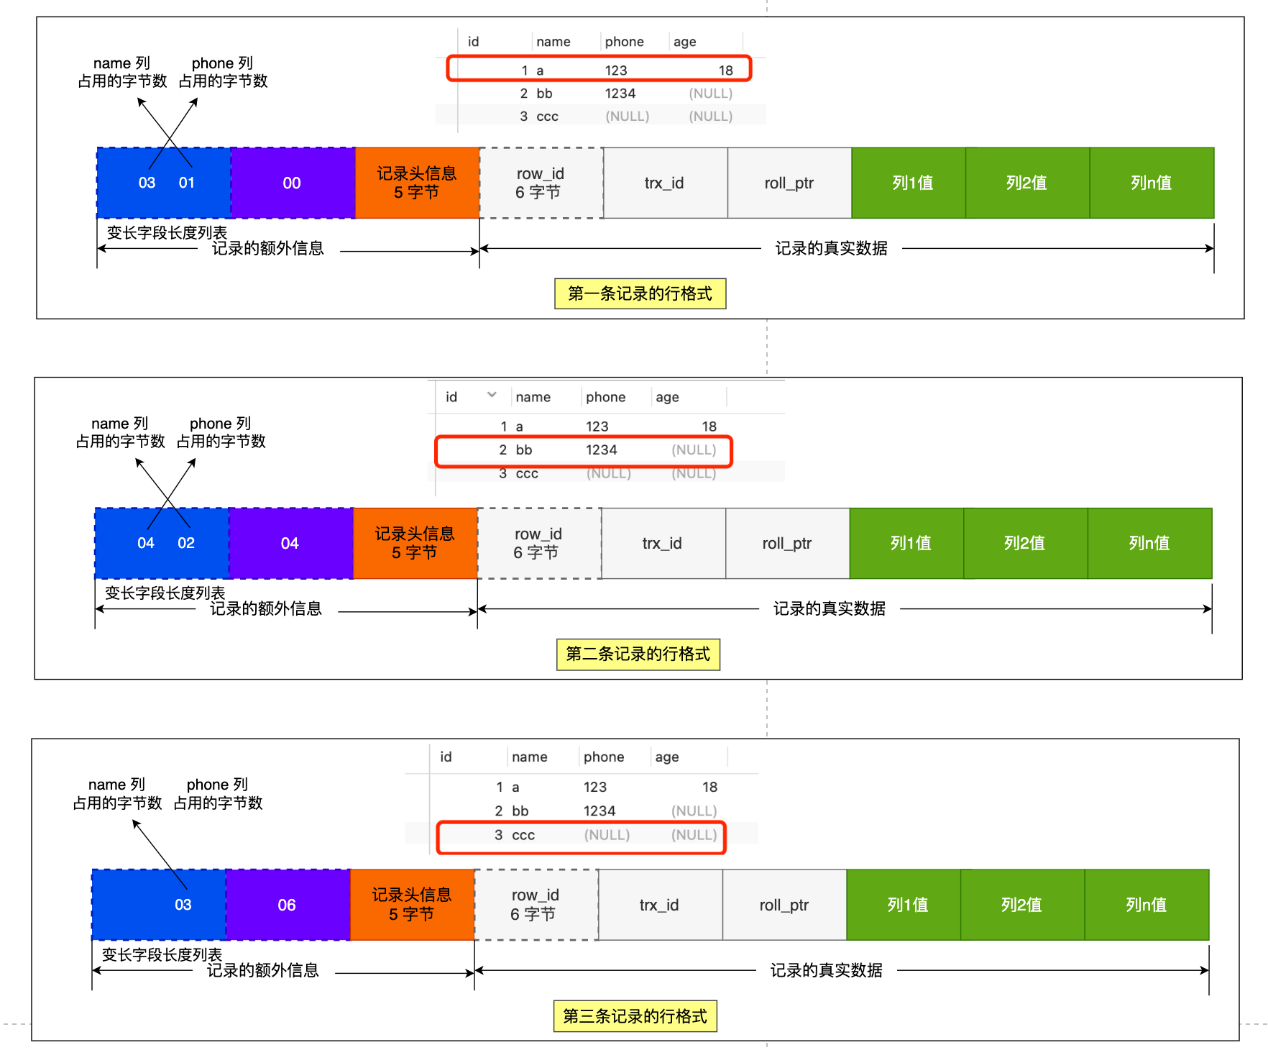 id name phone age
1 a 123 18
2 bb 1234 (NULL)
3 ccc (NULL) (NULL)
name 列
占用的字节数
phone 列
占用的字节数
03 01
00
记录头信息
5 字节
row_id
6 字节
trx_id
roll_ptr
列1值
列2值
列n值
变长字段长度列表
记录的额外信息
记录的真实数据
第一条记录的行格式
id name phone age
1 a 123 18
2 bb 1234 (NULL)
3 ccc (NULL) (NULL)
name 列
占用的字节数
phone 列
占用的字节数
04 02
04
记录头信息
5 字节
row_id
6 字节
trx_id
roll_ptr
列1值
列2值
列n值
变长字段长度列表
记录的额外信息
记录的真实数据
第二条记录的行格式
id name phone age
1 a 123 18
2 bb 1234 (NULL)
3 ccc (NULL) (NULL)
name 列
占用的字节数
phone 列
占用的字节数
03
06
记录头信息
5 字节
row_id
6 字节
trx_id
roll_ptr
列1值
列2值
列n值
变长字段长度列表
记录的额外信息
记录的真实数据
第三条记录的行格式